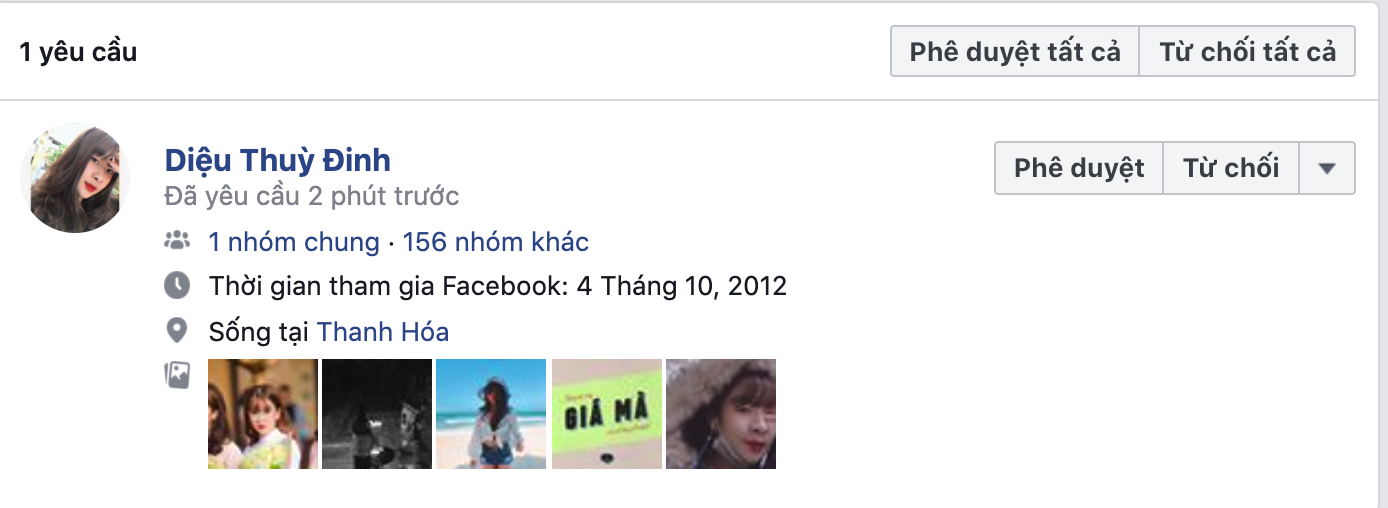 1 yêu cầu
Phê duyệt tất cả
Từ chối tất cả
Diệu Thuỳ Đinh
Phê duyệt
Từ chối
Đã yêu cầu 2 phút trước
1 nhóm chung · 156 nhóm khác
Thời gian tham gia Facebook: 4 Tháng 10, 2012
Sống tại Thanh Hóa
GIÁ MÀ